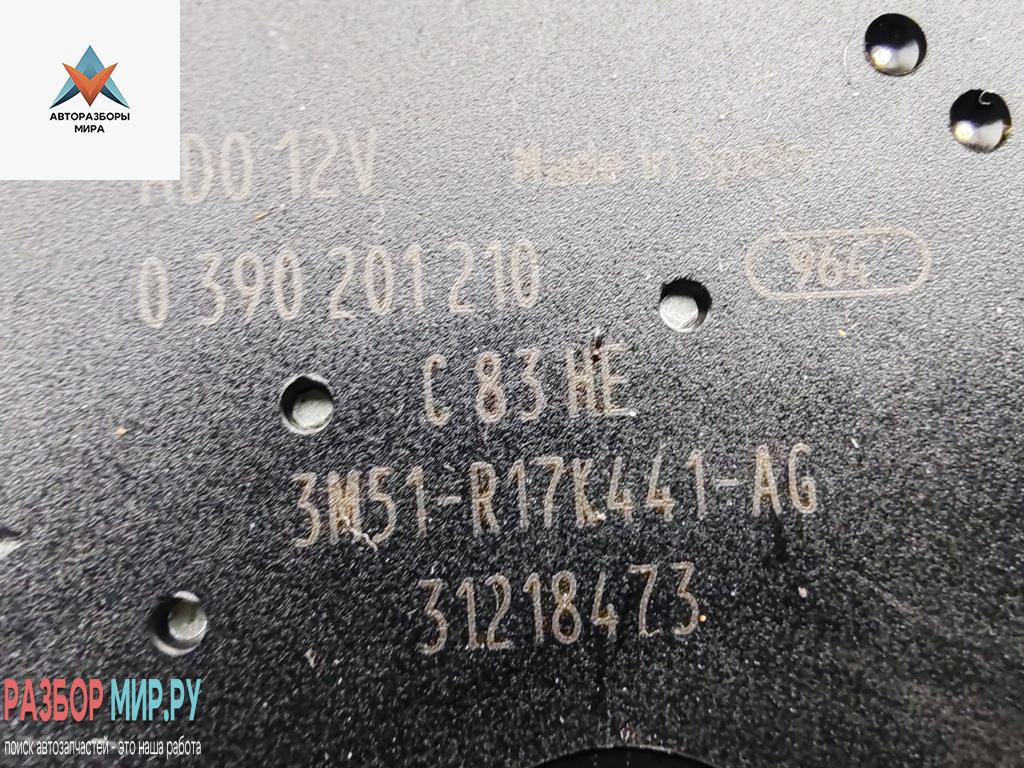 АВТОРАЗБОРЫ
МИРА
ADO 12V
Made in Spain
0 390 201 210
964
C 83 HE
3M51-R17K441-AG
31218473
РАЗБОР МИР.РУ
поиск автозапчастей - это наша работа